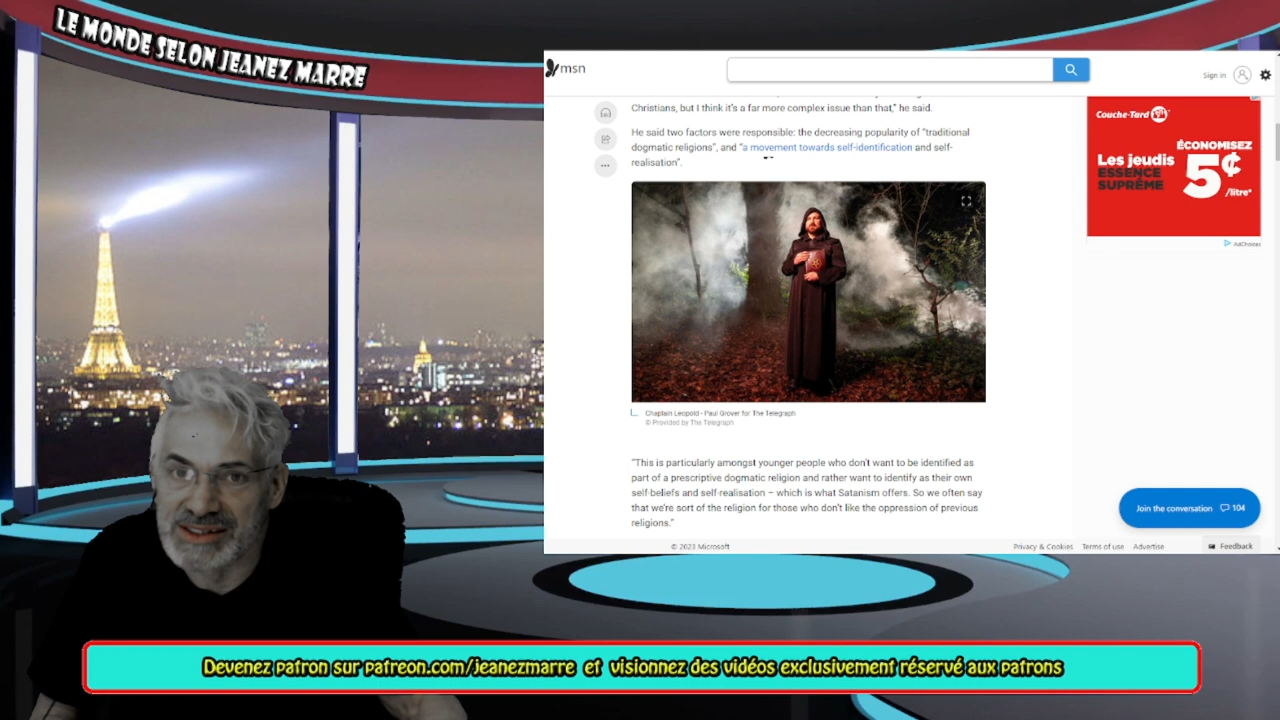 LE MONDE SELON JEANEZ MARRE
msn
Sign in
Christians, but I think it's a far more complex issue than that," he said.
He said two factors were responsible: the decreasing popularity of "traditional
dogmatic religions", and "a movement towards self-identification and self-
realisation".
Couche-Tard
ÉCONOMISEZ
Les jeudis
ESSENCE
SUPRÊME
5¢
/litre*
AdChoices
Chaplain Leopold - Paul Grover for The Telegraph
© Provided by The Telegraph
"This is particularly amongst younger people who don't want to be identified as
part of a prescriptive dogmatic religion and rather want to identify as their own
self-beliefs and self-realisation – which is what Satanism offers. So we often say
that we're sort of the religion for those who don't like the oppression of previous
religions."
Join the conversation 104
© 2023 Microsoft
Privacy & Cookies
Terms of use
Advertise
Feedback
Devenez patron sur patreon.com/jeanezmarre et visionnez des vidéos exclusivement réservé aux patrons